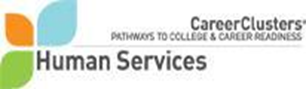 CareerClusters®
PATHWAYS TO COLLEGE & CAREER READINESS
Human Services